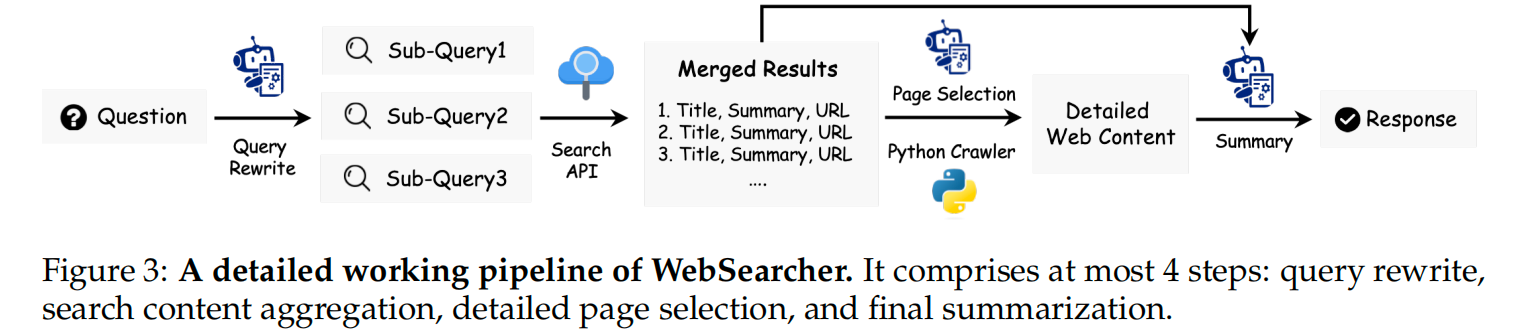 Question
Query
Rewrite
Sub-Query1
Sub-Query2
Sub-Query3
Search
API
Merged Results
1. Title, Summary, URL
2. Title, Summary, URL
3. Title, Summary, URL
....
Page Selection
Python Crawler
Detailed
Web Content
Summary
Response
Figure 3: A detailed working pipeline of WebSearcher. It comprises at most 4 steps: query rewrite,
search content aggregation, detailed page selection, and final summarization.